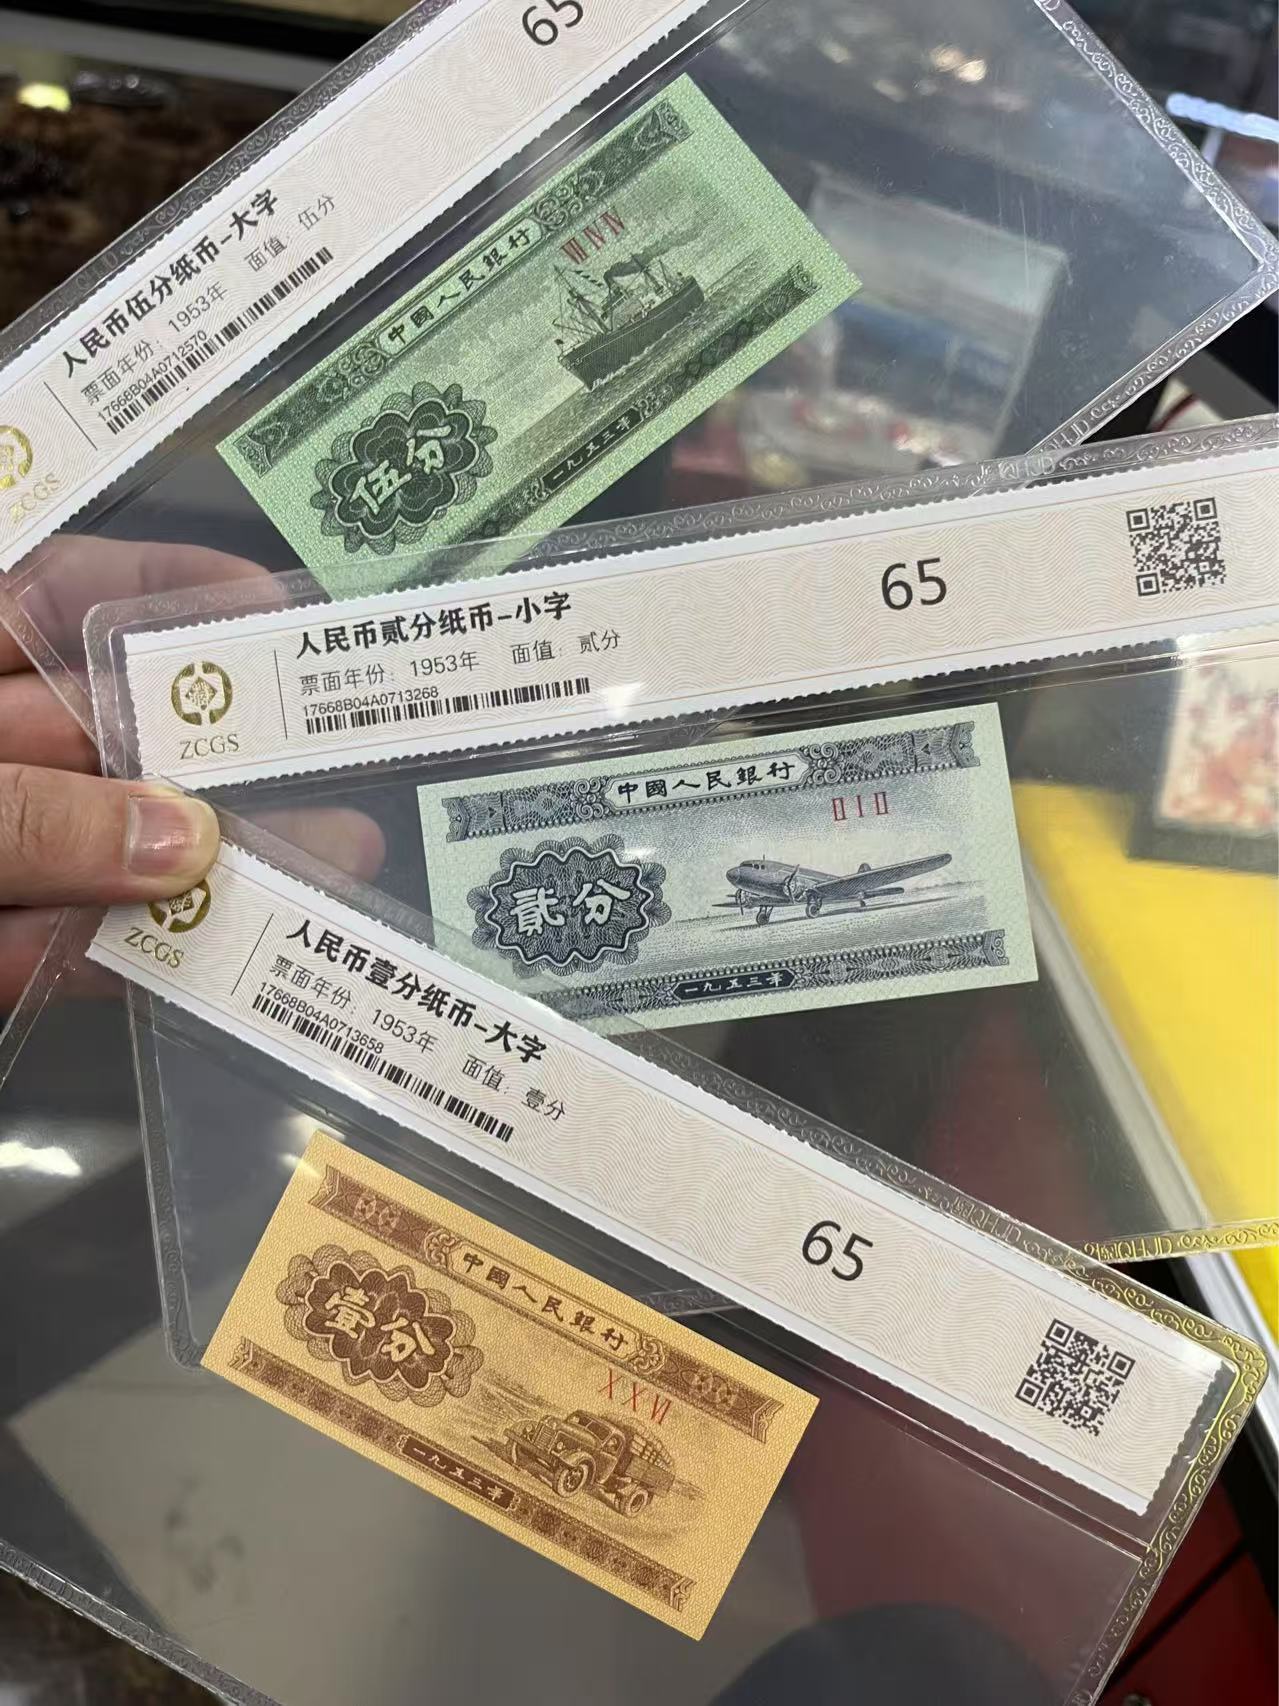 65
人民币伍分纸币-大字
票面年份: 1953年 面值: 伍分
17668B04A0712570
ZCGS
中國人民銀行
伍分
一九五三年
65
人民币贰分纸币-小字
票面年份: 1953年 面值: 贰分
17668B04A0713268
ZCGS
中國人民銀行
II I II
貳分
一九五三年
ZCGS
人民币壹分纸币-大字
票面年份: 1953年 面值: 壹分
17668B04A0713658
65
中國人民銀行
壹分
X X VI
一九五三年